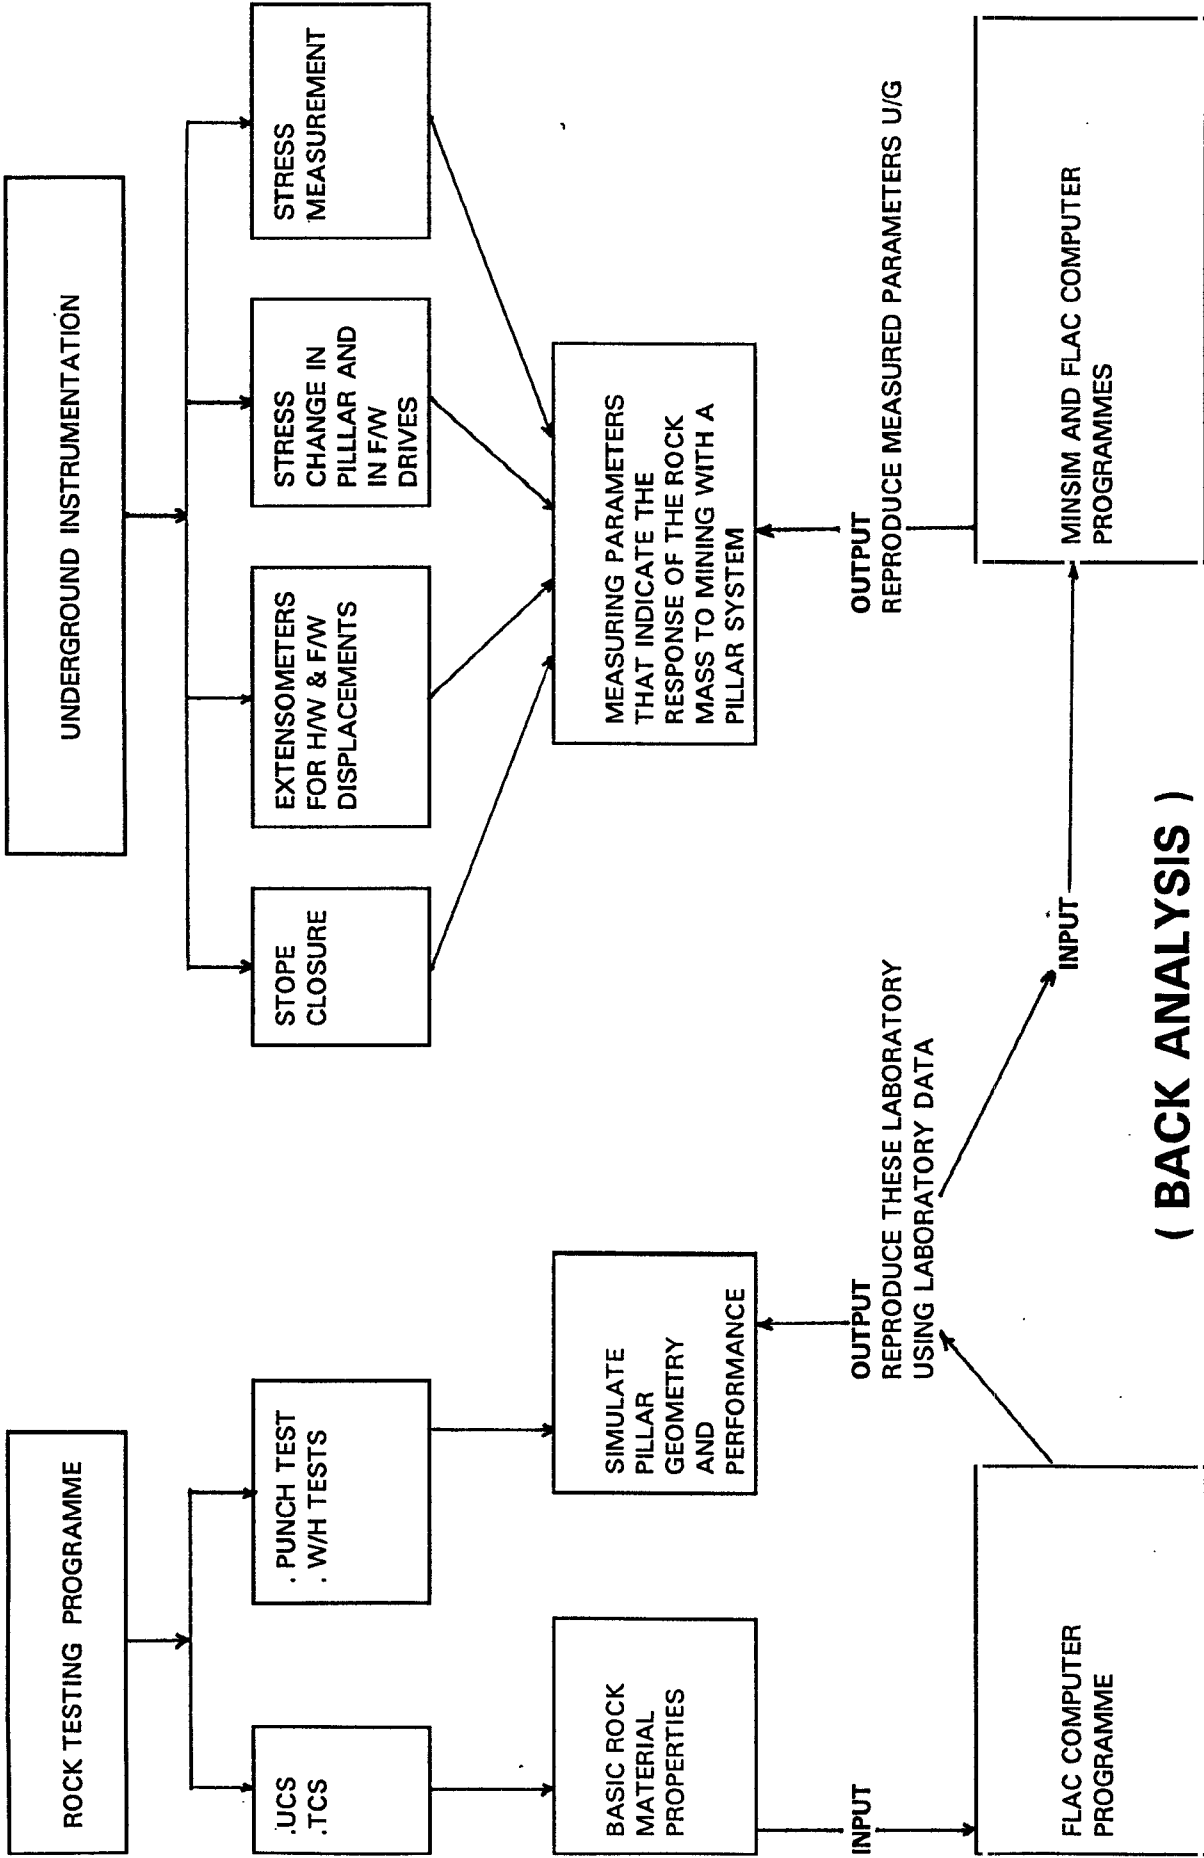 ROCK TESTING PROGRAMME
.UCS
.TCS
. PUNCH TEST
. W/H TESTS
BASIC ROCK
MATERIAL
PROPERTIES
SIMULATE
PILLAR
GEOMETRY
AND
PERFORMANCE
INPUT
OUTPUT
REPRODUCE THESE LABORATORY
USING LABORATORY DATA
FLAC COMPUTER
PROGRAMME
UNDERGROUND INSTRUMENTATION
STOPE
CLOSURE
EXTENSOMETERS
FOR H/W & F/W
DISPLACEMENTS
STRESS
CHANGE IN
PILLLAR AND
IN F/W
DRIVES
STRESS
MEASUREMENT
MEASURING PARAMETERS
THAT INDICATE THE
RESPONSE OF THE ROCK
MASS TO MINING WITH A
PILLAR SYSTEM
OUTPUT
REPRODUCE MEASURED PARAMETERS U/G
INPUT
MINSIM AND FLAC COMPUTER
PROGRAMMES
( BACK ANALYSIS )